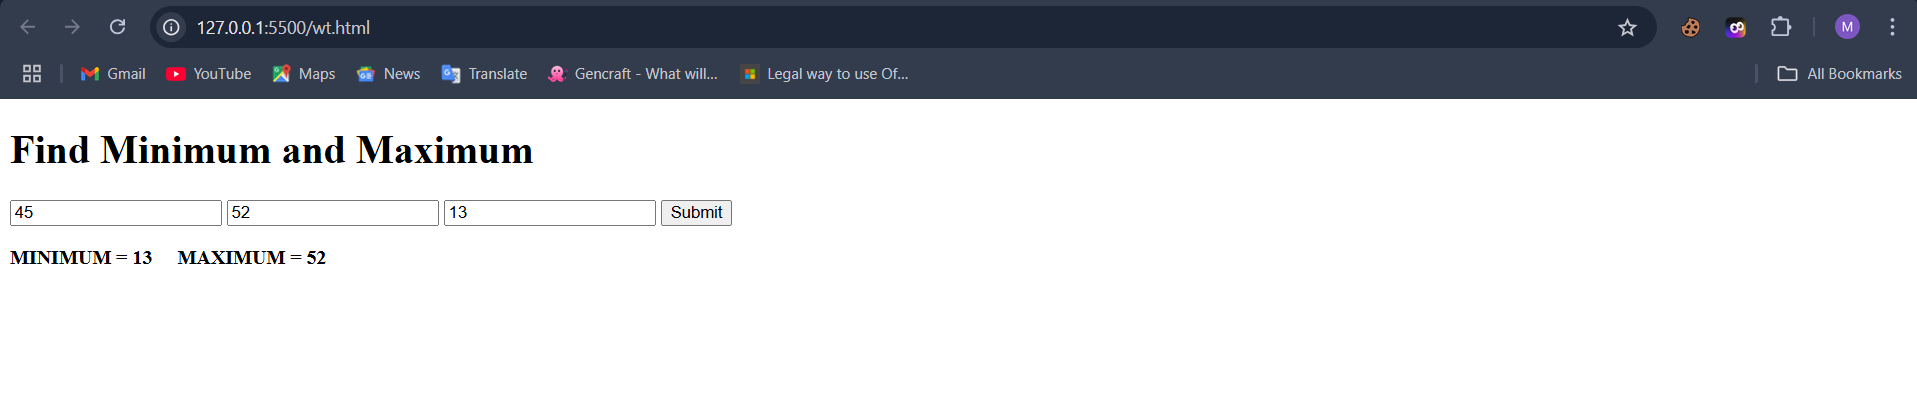 127.0.0.1:5500/wt.html M
Gmail YouTube Maps News Translate Gencraft - What will... Legal way to use Of... All Bookmarks
Find Minimum and Maximum
45 52 13 Submit
MINIMUM = 13 MAXIMUM = 52